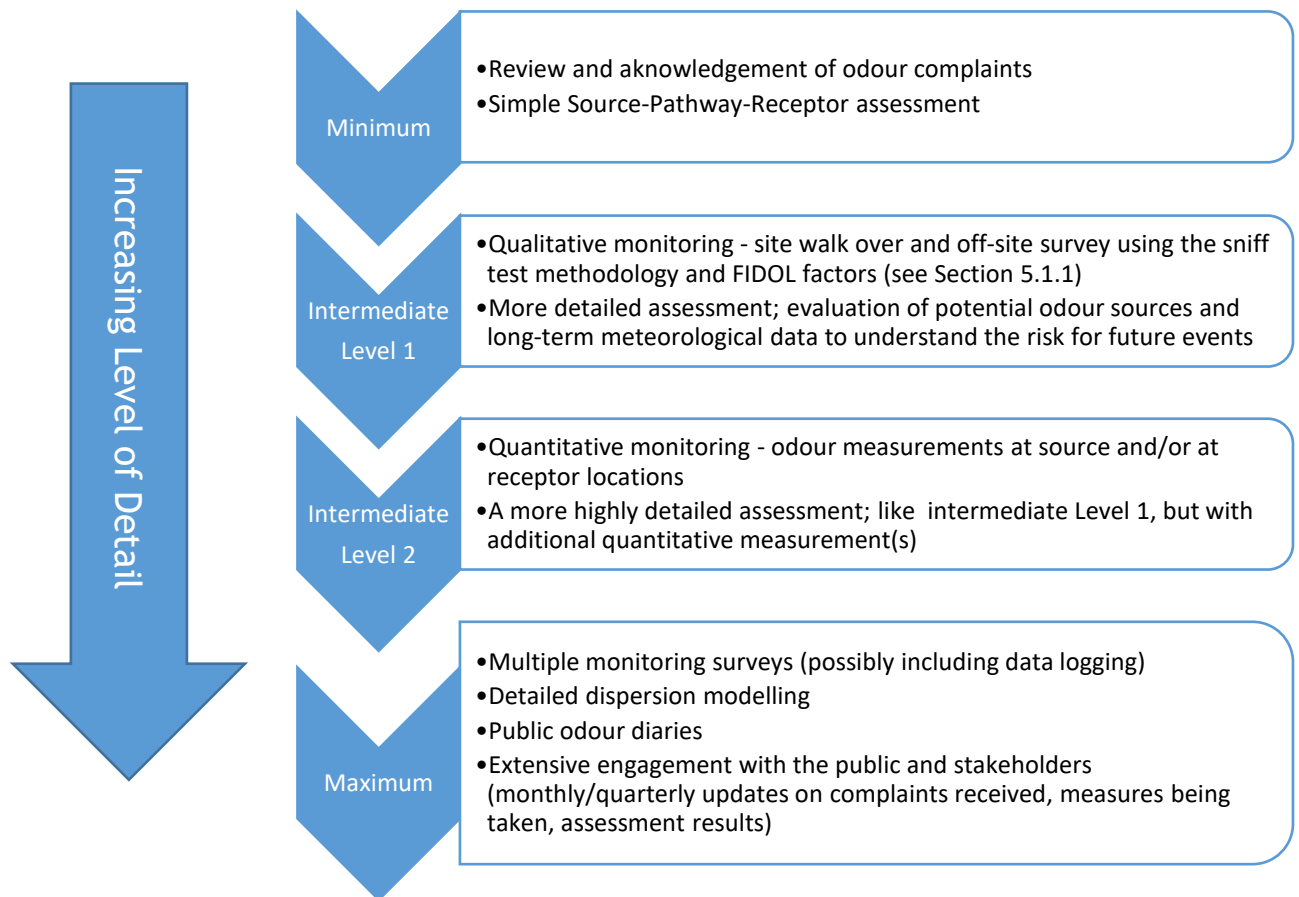 Increasing Level of Detail
Minimum
•Review and aknowledgement of odour complaints
•Simple Source-Pathway-Receptor assessment
Intermediate
Level 1
•Qualitative monitoring - site walk over and off-site survey using the sniff
test methodology and FIDOL factors (see Section 5.1.1)
•More detailed assessment; evaluation of potential odour sources and
long-term meteorological data to understand the risk for future events
Intermediate
Level 2
•Quantitative monitoring - odour measurements at source and/or at
receptor locations
•A more highly detailed assessment; like  intermediate Level 1, but with
additional quantitative measurement(s)
Maximum
•Multiple monitoring surveys (possibly including data logging)
•Detailed dispersion modelling
•Public odour diaries
•Extensive engagement with the public and stakeholders
(monthly/quarterly updates on complaints received, measures being
taken, assessment results)